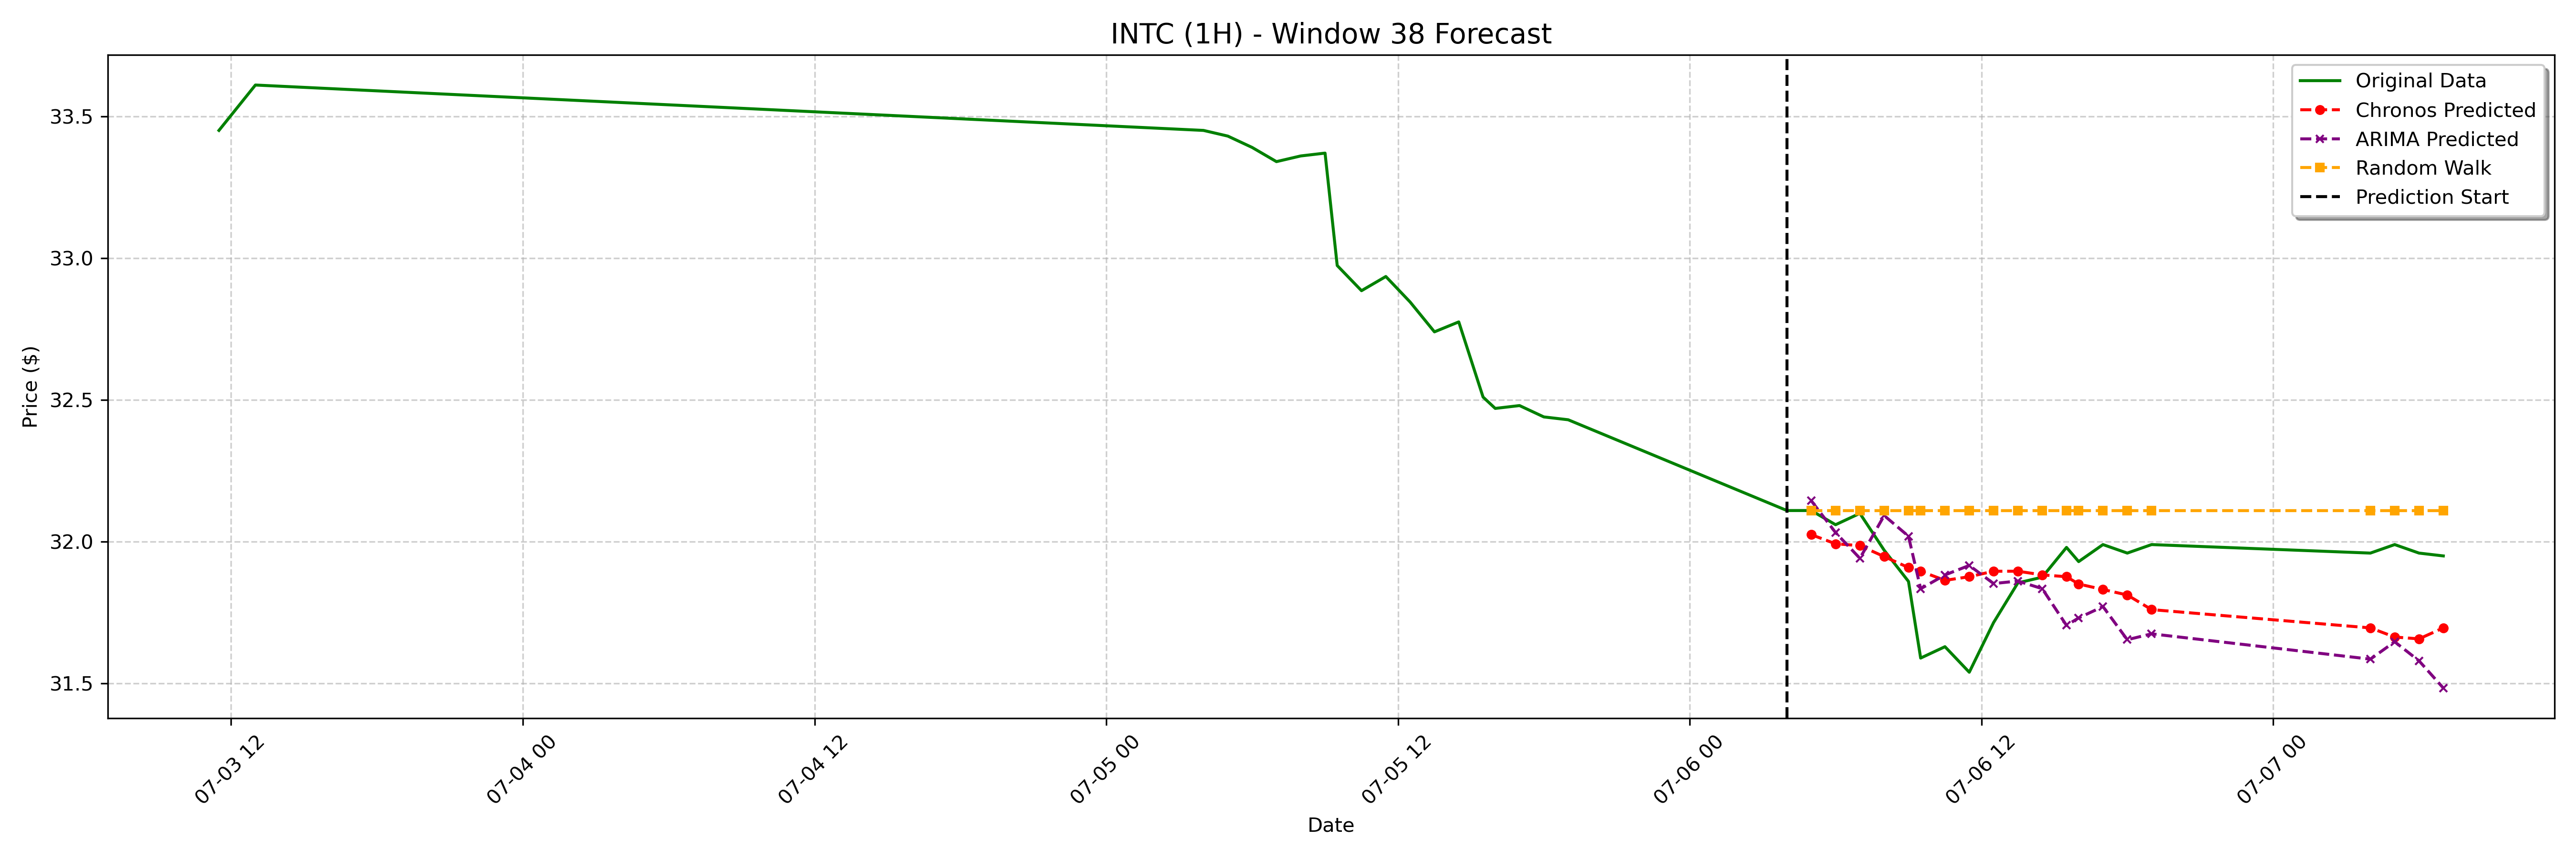 INTC (1H) - Window 38 Forecast
Original Data
Chronos Predicted
ARIMA Predicted
Random Walk
Prediction Start
Price ($)
33.5
33.0
32.5
32.0
31.5
07-03 12
07-04 00
07-04 12
07-05 00
07-05 12
07-06 00
07-06 12
07-07 00
Date